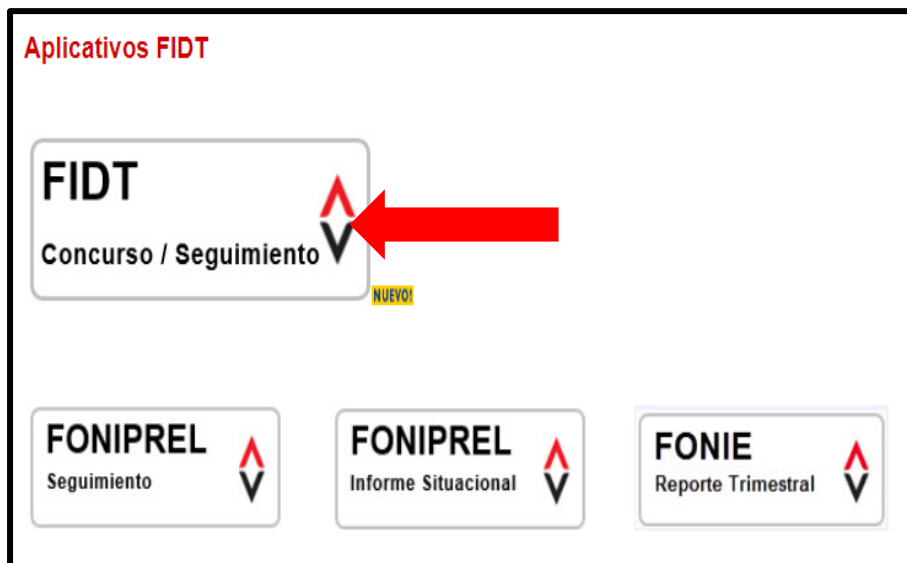 Aplicativos FIDT
FIDT
Concurso / Seguimiento
NUEVO!
FONIPREL
Seguimiento
FONIPREL
Informe Situacional
FONIE
Reporte Trimestral